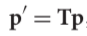 p′ = Tp,